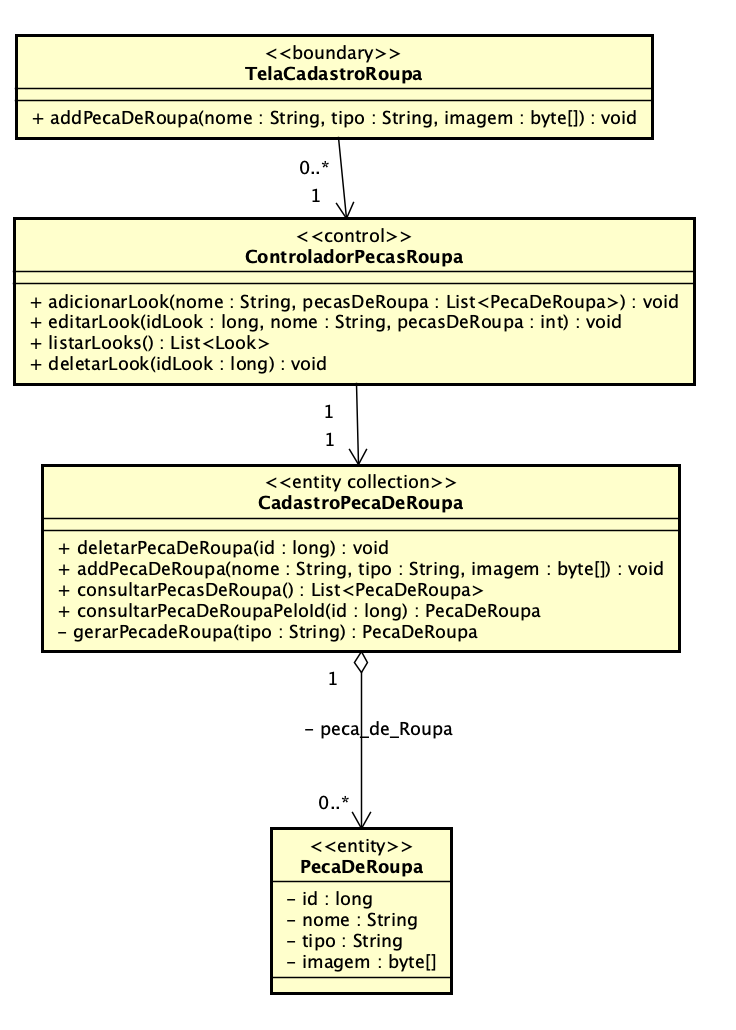 <<boundary>>
TelaCadastroRoupa
+ addPecaDeRoupa(nome : String, tipo : String, imagem : byte[]) : void
0..*
1
<<control>>
ControladorPecasRoupa
+ adicionarLook(nome : String, pecasDeRoupa : List<PecaDeRoupa>) : void
+ editarLook(idLook : long, nome : String, pecasDeRoupa : int) : void
+ listarLooks() : List<Look>
+ deletarLook(idLook : long) : void
1
1
<<entity collection>>
CadastroPecaDeRoupa
+ deletarPecaDeRoupa(id : long) : void
+ addPecaDeRoupa(nome : String, tipo : String, imagem : byte[]) : void
+ consultarPecasDeRoupa() : List<PecaDeRoupa>
+ consultarPecaDeRoupaPeloId(id : long) : PecaDeRoupa
- gerarPecadeRoupa(tipo : String) : PecaDeRoupa
1
- peca_de_Roupa
0..*
<<entity>>
PecaDeRoupa
- id : long
- nome : String
- tipo : String
- imagem : byte[]